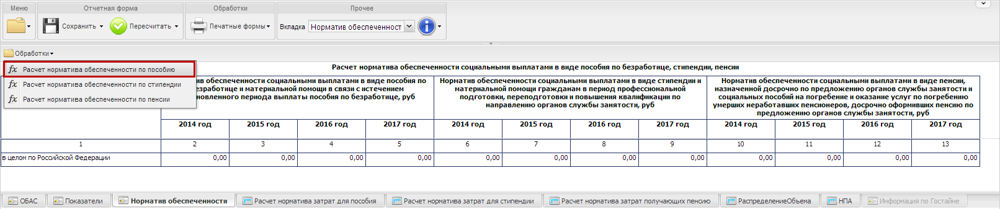 Меню
Отчетная форма
Обработки
Прочее
Сохранить
Пересчитать
Печатные формы
Вкладка
Норматив обеспеченност
Обработки
fx Расчет норматива обеспеченности по пособию
fx Расчет норматива обеспеченности по стипендии
fx Расчет норматива обеспеченности по пенсии
Расчет норматива обеспеченности социальными выплатами в виде пособия по безработице, стипендии, пенсии
ив обеспеченности социальными выплатами в виде пособия по
езработице и материальной помощи в связи с истечением
новленного периода выплаты пособия по безработице, руб
Норматив обеспеченности социальными выплатами в виде стипендии и
материальной помощи гражданам в период профессиональной
подготовки, переподготовки и повышения квалификации по
направлению органов службы занятости, руб
Норматив обеспеченности социальными выплатами в виде пенсии,
назначенной досрочно по предложению органов службы занятости и
социальных пособий на погребение и оказание услуг по погребению
умерших неработавших пенсионеров, досрочно оформивших пенсию по
предложению органов службы занятости, руб
2014 год 2015 год 2016 год 2017 год 2014 год 2015 год 2016 год 2017 год 2014 год 2015 год 2016 год 2017 год
1 2 3 4 5 6 7 8 9 10 11 12 13
в целом по Российской Федерации 0,00 0,00 0,00 0,00 0,00 0,00 0,00 0,00 0,00 0,00 0,00 0,00
ОБАС
Показатели
Норматив обеспеченности
Расчет норматива затрат для пособия
Расчет норматива затрат для стипендии
Расчет норматива затрат получающих пенсию
РаспределениеОбъема
НПА
Информация по Гостайне